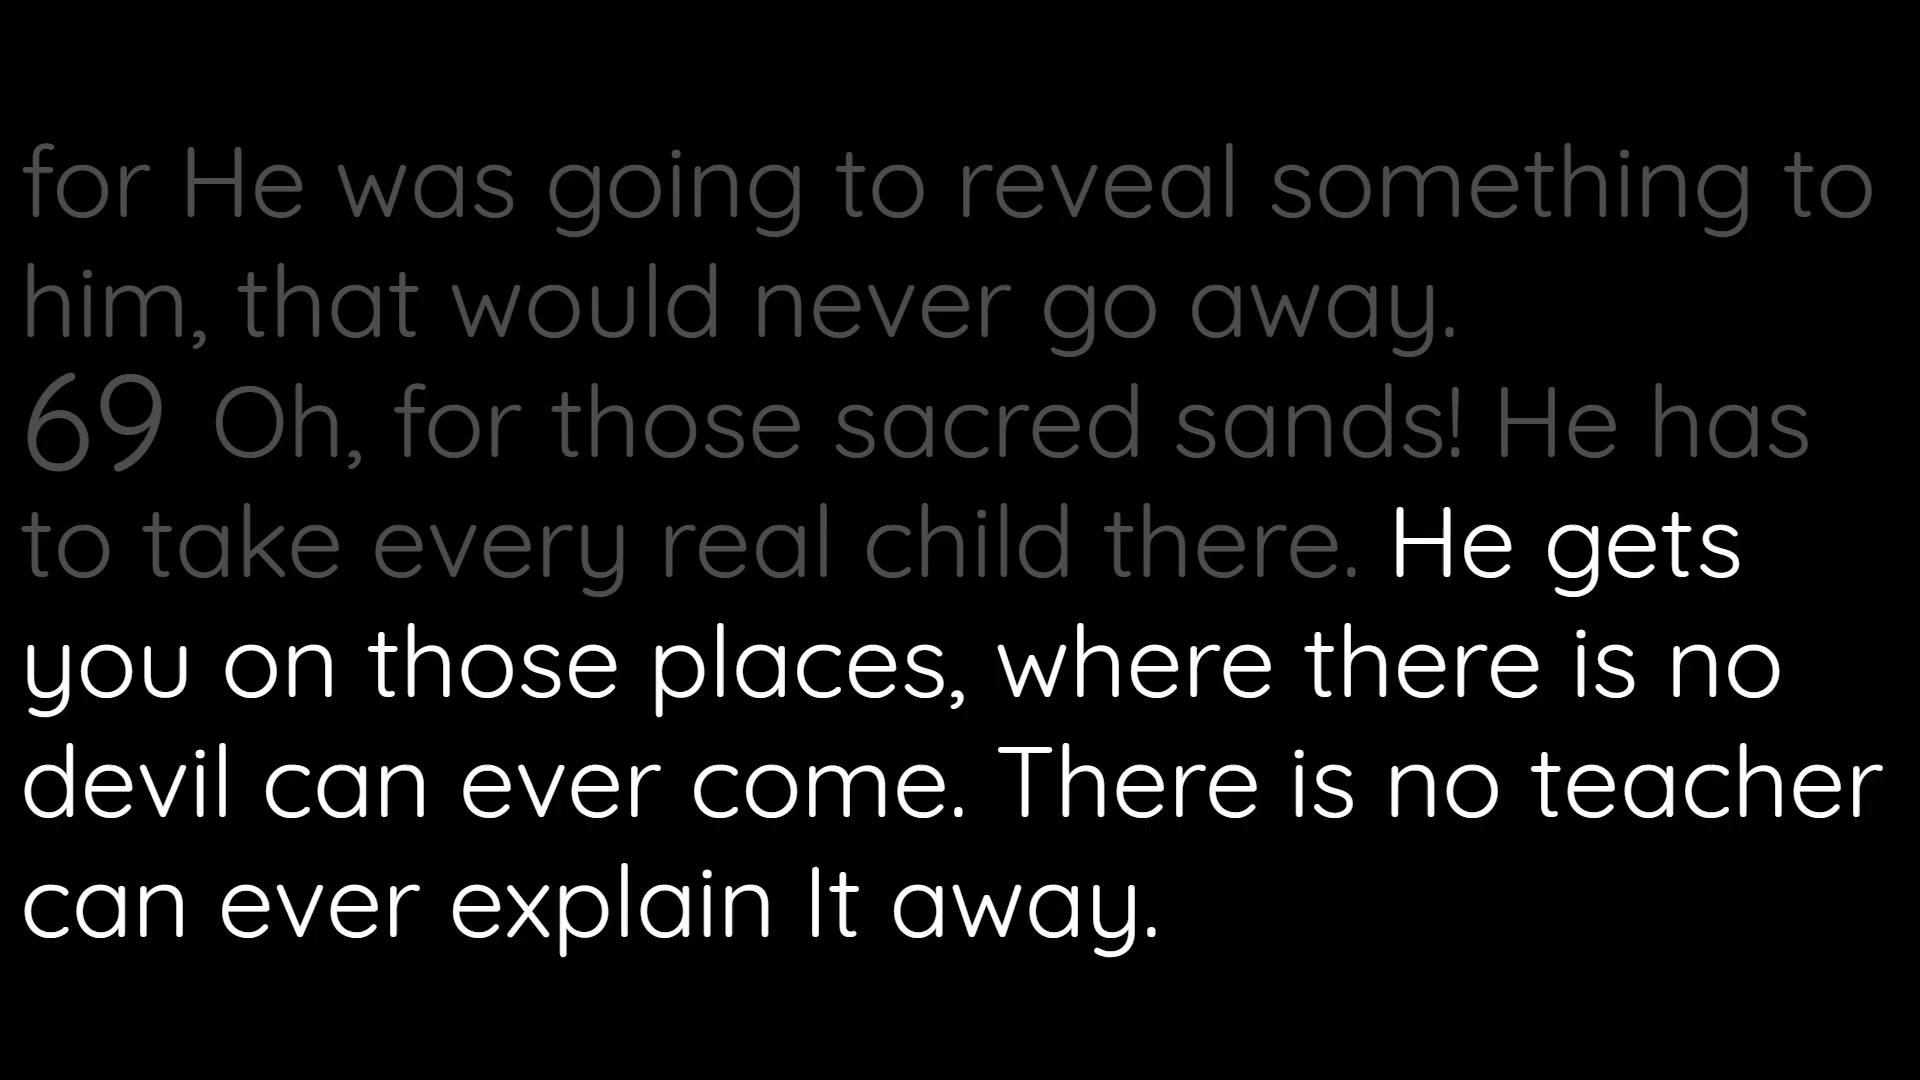 for He was going to reveal something to
him, that would never go away.
69 Oh, for those sacred sands! He has
to take every real child there. He gets
you on those places, where there is no
devil can ever come. There is no teacher
can ever explain It away.